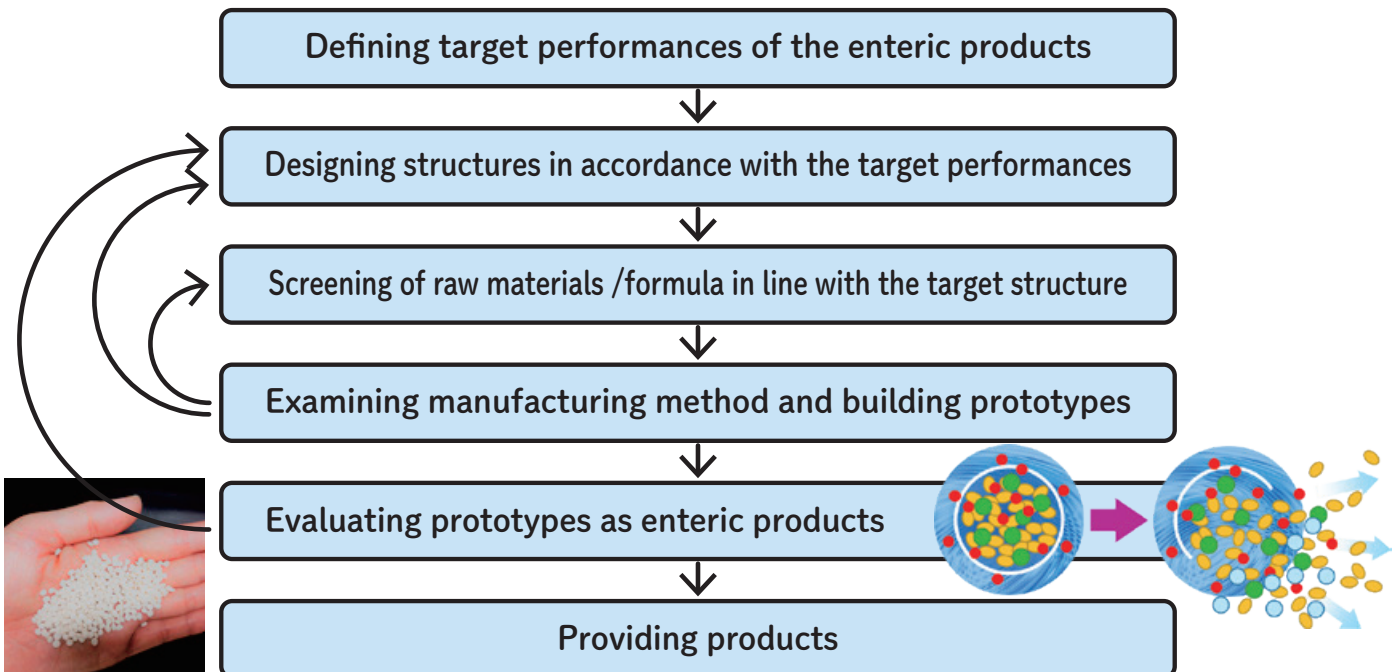 Defining target performances of the enteric products
Designing structures in accordance with the target performances
Screening of raw materials /formula in line with the target structure
Examining manufacturing method and building prototypes
Evaluating prototypes as enteric products
Providing products